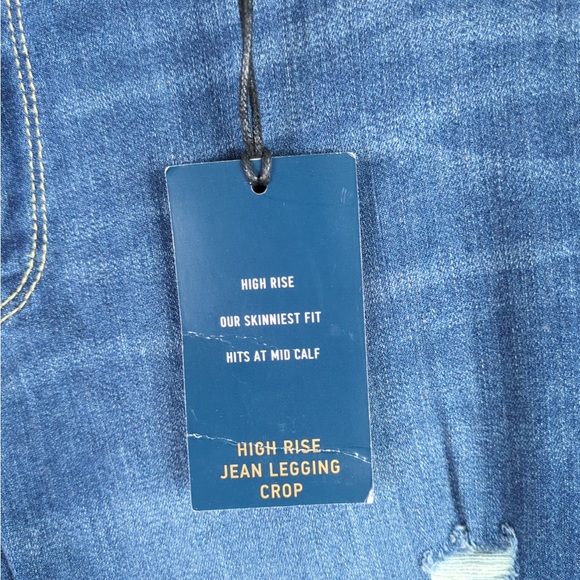 HIGH RISE
OUR SKINNIEST FIT
HITS AT MID CALF
HIGH RISE
JEAN LEGGING
CROP